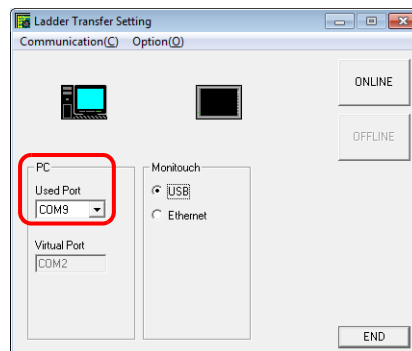 Ladder Transfer Setting
Communication(C) Option(O)
ONLINE
OFFLINE
PC
Used Port
COM9
Virtual Port
COM2
Monitouch
USB
Ethernet
END